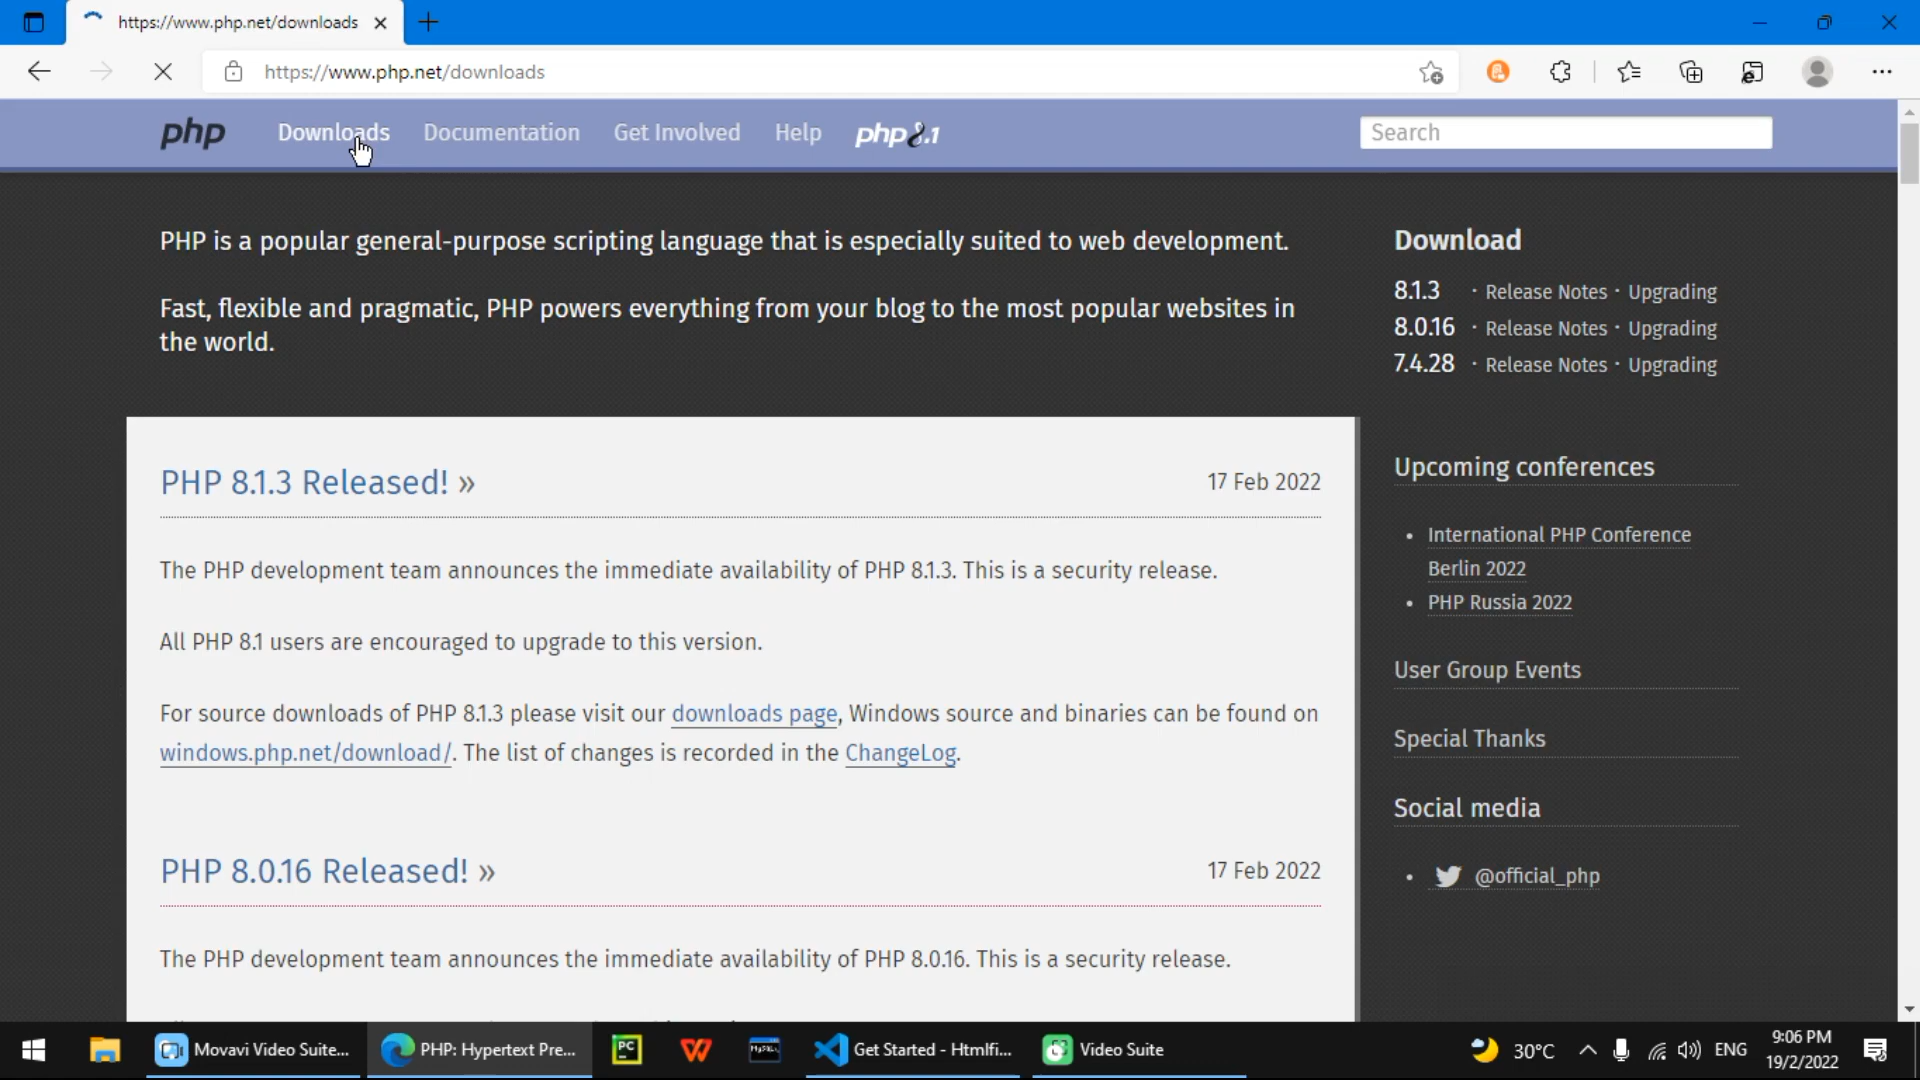 https://www.php.net/downloads
https://www.php.net/downloads
php
Downloads
Documentation
Get Involved
Help
php8.1
Search
PHP is a popular general-purpose scripting language that is especially suited to web development.
Fast, flexible and pragmatic, PHP powers everything from your blog to the most popular websites in
the world.
Download
8.1.3 · Release Notes · Upgrading
8.0.16 · Release Notes · Upgrading
7.4.28 · Release Notes · Upgrading
PHP 8.1.3 Released! »
17 Feb 2022
The PHP development team announces the immediate availability of PHP 8.1.3. This is a security release.
All PHP 8.1 users are encouraged to upgrade to this version.
For source downloads of PHP 8.1.3 please visit our downloads page, Windows source and binaries can be found on
windows.php.net/download/. The list of changes is recorded in the ChangeLog.
PHP 8.0.16 Released! »
17 Feb 2022
The PHP development team announces the immediate availability of PHP 8.0.16. This is a security release.
Upcoming conferences
• International PHP Conference
Berlin 2022
• PHP Russia 2022
User Group Events
Special Thanks
Social media
• @official_php
Movavi Video Suite...
PHP: Hypertext Pre...
PC
MySQL
Get Started - Htmlfi...
Video Suite
30°C
ENG
9:06 PM
19/2/2022